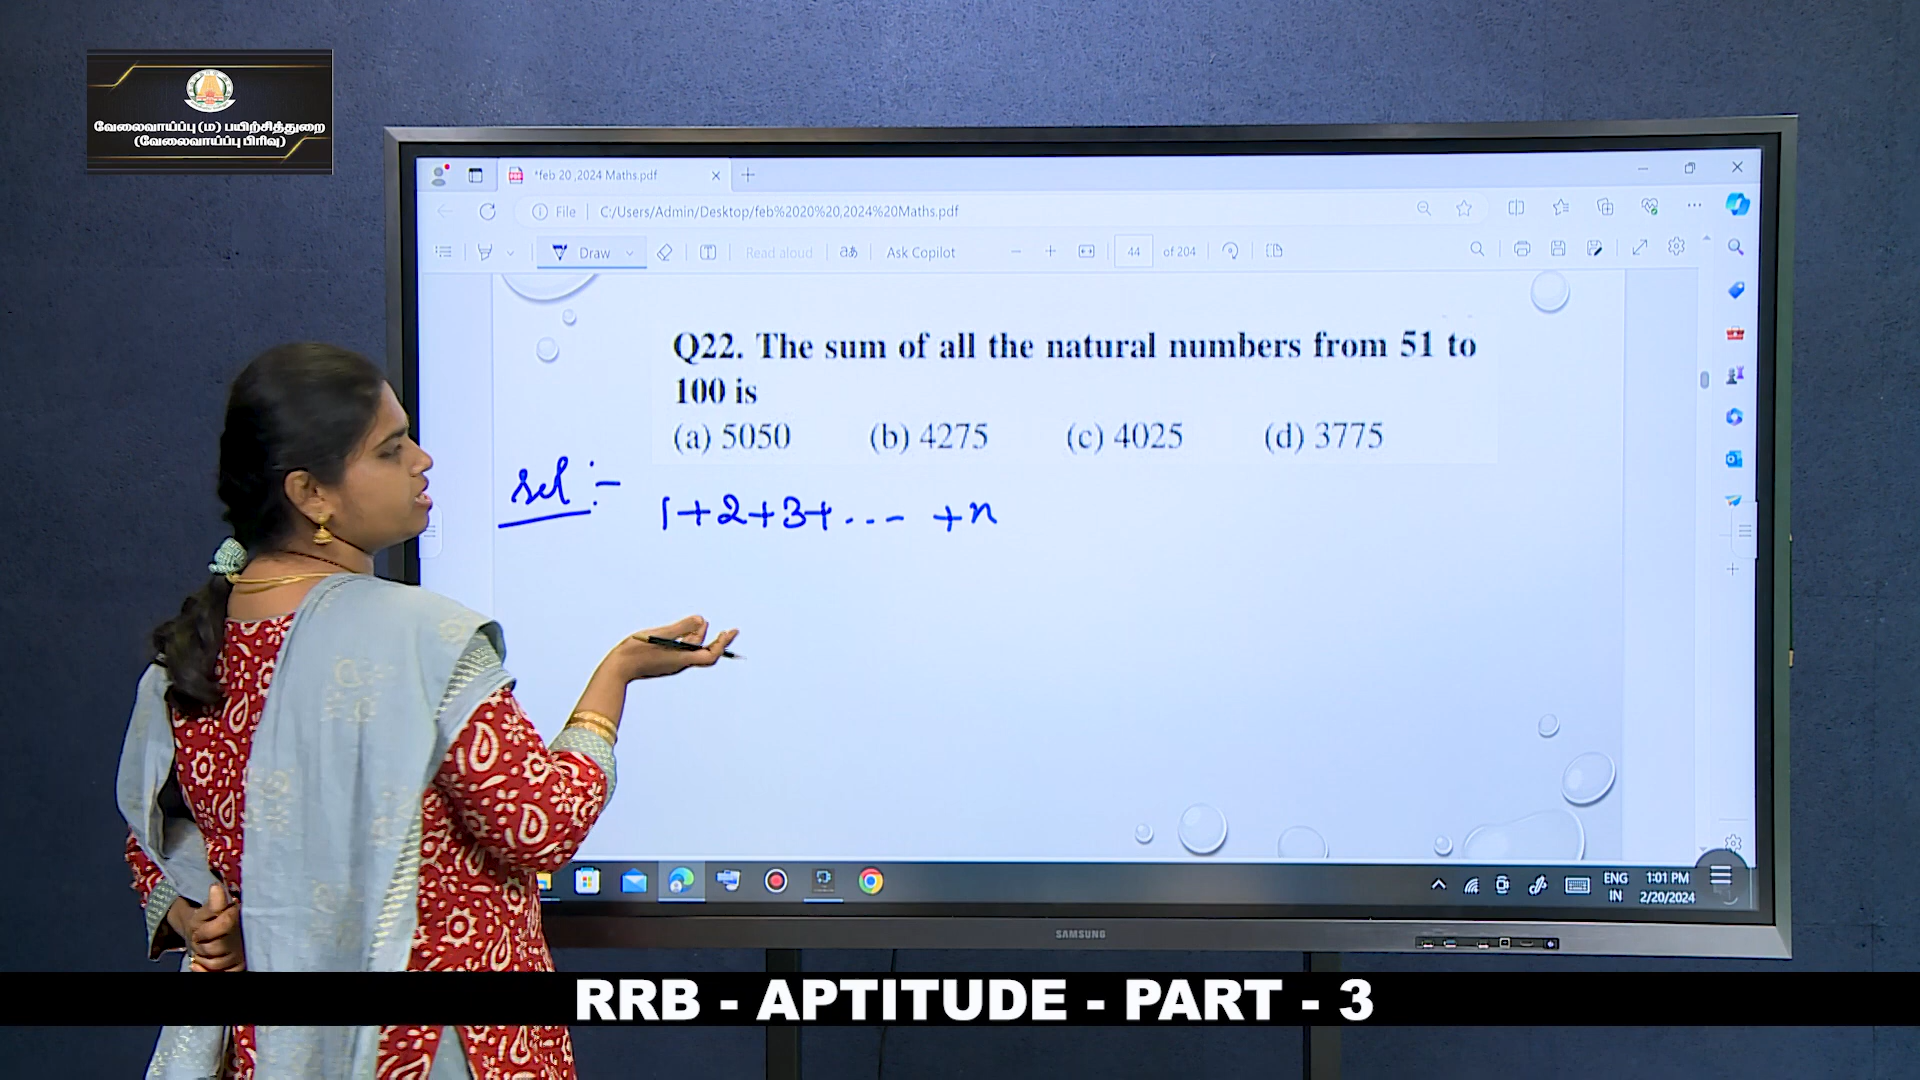 வேலைவாய்ப்பு (ம) பயிற்சித்துறை
(வேலைவாய்ப்பு பிரிவு)
*feb 20 ,2024 Maths.pdf
File C:/Users/Admin/Desktop/feb%2020%20,2024%20Maths.pdf
Draw Read aloud aあ Ask Copilot 44 of 204
Q22. The sum of all the natural numbers from 51 to
100 is
(a) 5050 (b) 4275 (c) 4025 (d) 3775
sol :-
1+2+3+... +n
ENG 1:01 PM
IN 2/20/2024
SAMSUNG
RRB - APTITUDE - PART - 3